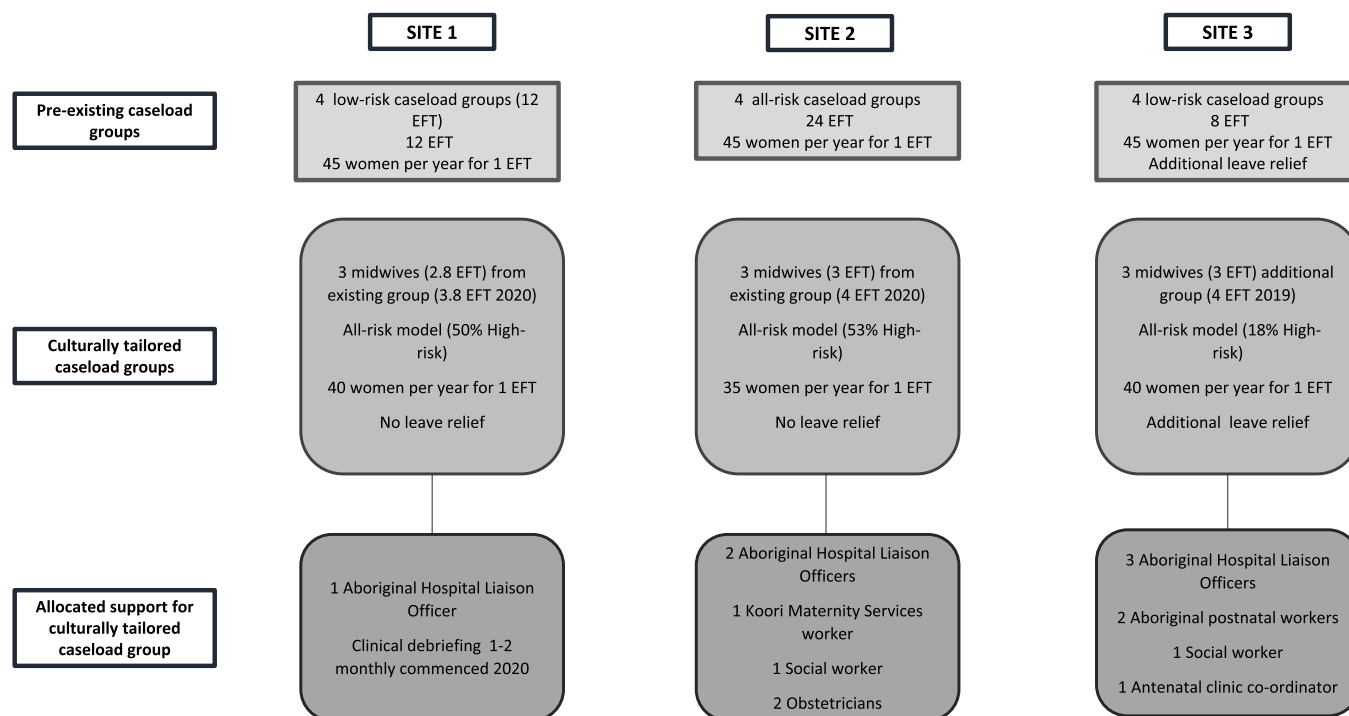 SITE 1
SITE 2
SITE 3
Pre-existing caseload
groups
4 low-risk caseload groups (12
EFT)
12 EFT
45 women per year for 1 EFT
4 all-risk caseload groups
24 EFT
45 women per year for 1 EFT
4 low-risk caseload groups
8 EFT
45 women per year for 1 EFT
Additional leave relief
Culturally tailored
caseload groups
3 midwives (2.8 EFT) from
existing group (3.8 EFT 2020)
All-risk model (50% High-
risk)
40 women per year for 1 EFT
No leave relief
3 midwives (3 EFT) from
existing group (4 EFT 2020)
All-risk model (53% High-
risk)
35 women per year for 1 EFT
No leave relief
3 midwives (3 EFT) additional
group (4 EFT 2019)
All-risk model (18% High-
risk)
40 women per year for 1 EFT
Additional leave relief
Allocated support for
culturally tailored
caseload group
1 Aboriginal Hospital Liaison
Officer
Clinical debriefing 1-2
monthly commenced 2020
2 Aboriginal Hospital Liaison
Officers
1 Koori Maternity Services
worker
1 Social worker
2 Obstetricians
3 Aboriginal Hospital Liaison
Officers
2 Aboriginal postnatal workers
1 Social worker
1 Antenatal clinic co-ordinator